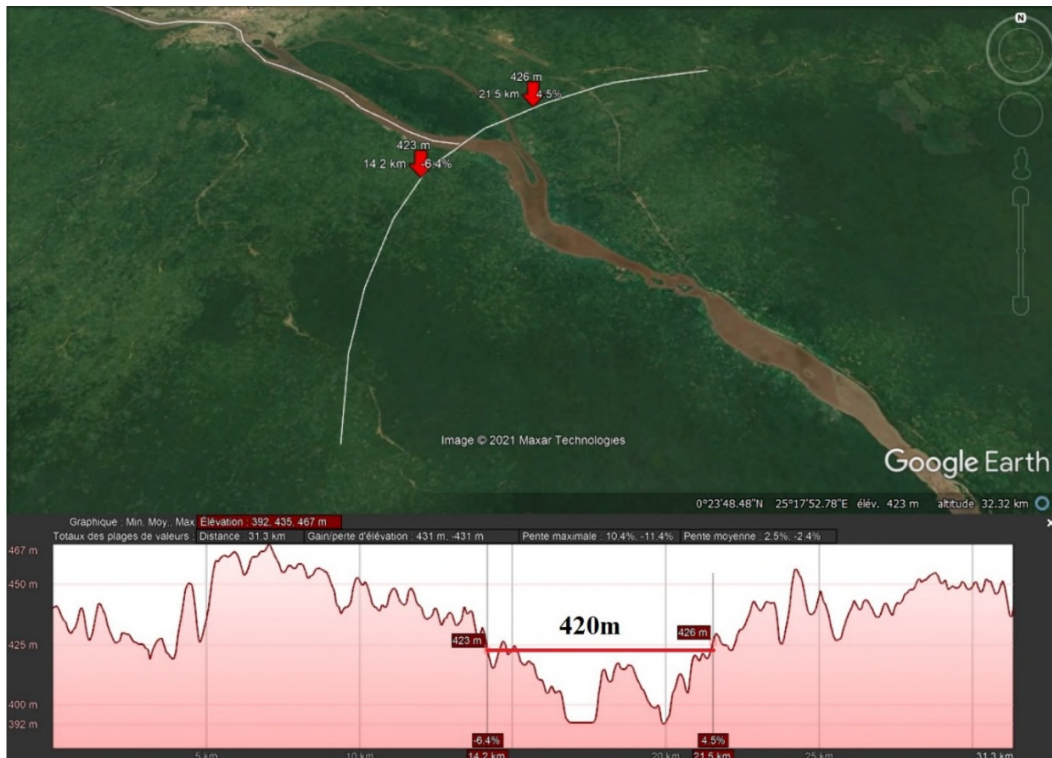 N
426 m
21.5 km 4.5%
423 m
14.2 km -6.4%
Image © 2021 Maxar Technologies
Google Earth
0°23'48.48"N 25°17'52.78"E élév. 423 m altitude 32.32 km
Graphique : Min. Moy.. Max Élévation : 392, 435, 467 m
Totaux des plages de valeurs : Distance : 31.3 km Gain/perte d'élévation : 431 m. -431 m Pente maximale : 10.4%. -11.4% Pente moyenne : 2.5%. -2.4%
467 m
450 m
425 m
400 m
392 m
423 m
420m
426 m
-6.4%
4.5%
5 km
10 km
14.2 km
20 km
21.5 km
25 km
31.3 km